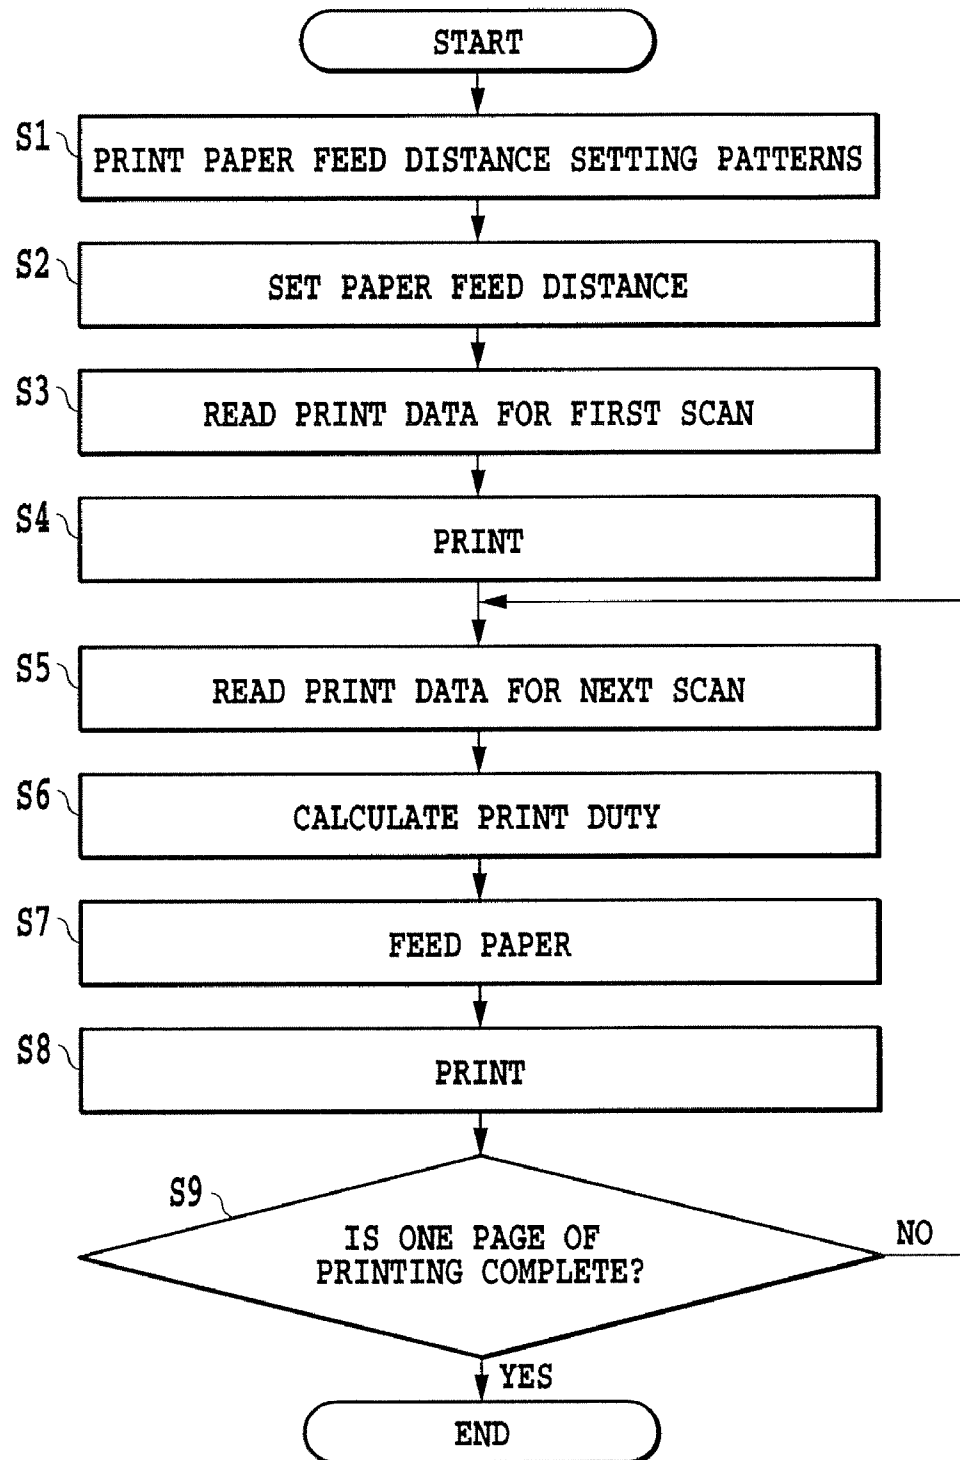 START
S1
PRINT PAPER FEED DISTANCE SETTING PATTERNS
S2
SET PAPER FEED DISTANCE
S3
READ PRINT DATA FOR FIRST SCAN
S4
PRINT
S5
READ PRINT DATA FOR NEXT SCAN
S6
CALCULATE PRINT DUTY
S7
FEED PAPER
S8
PRINT
S9
IS ONE PAGE OF
PRINTING COMPLETE?
NO
YES
END